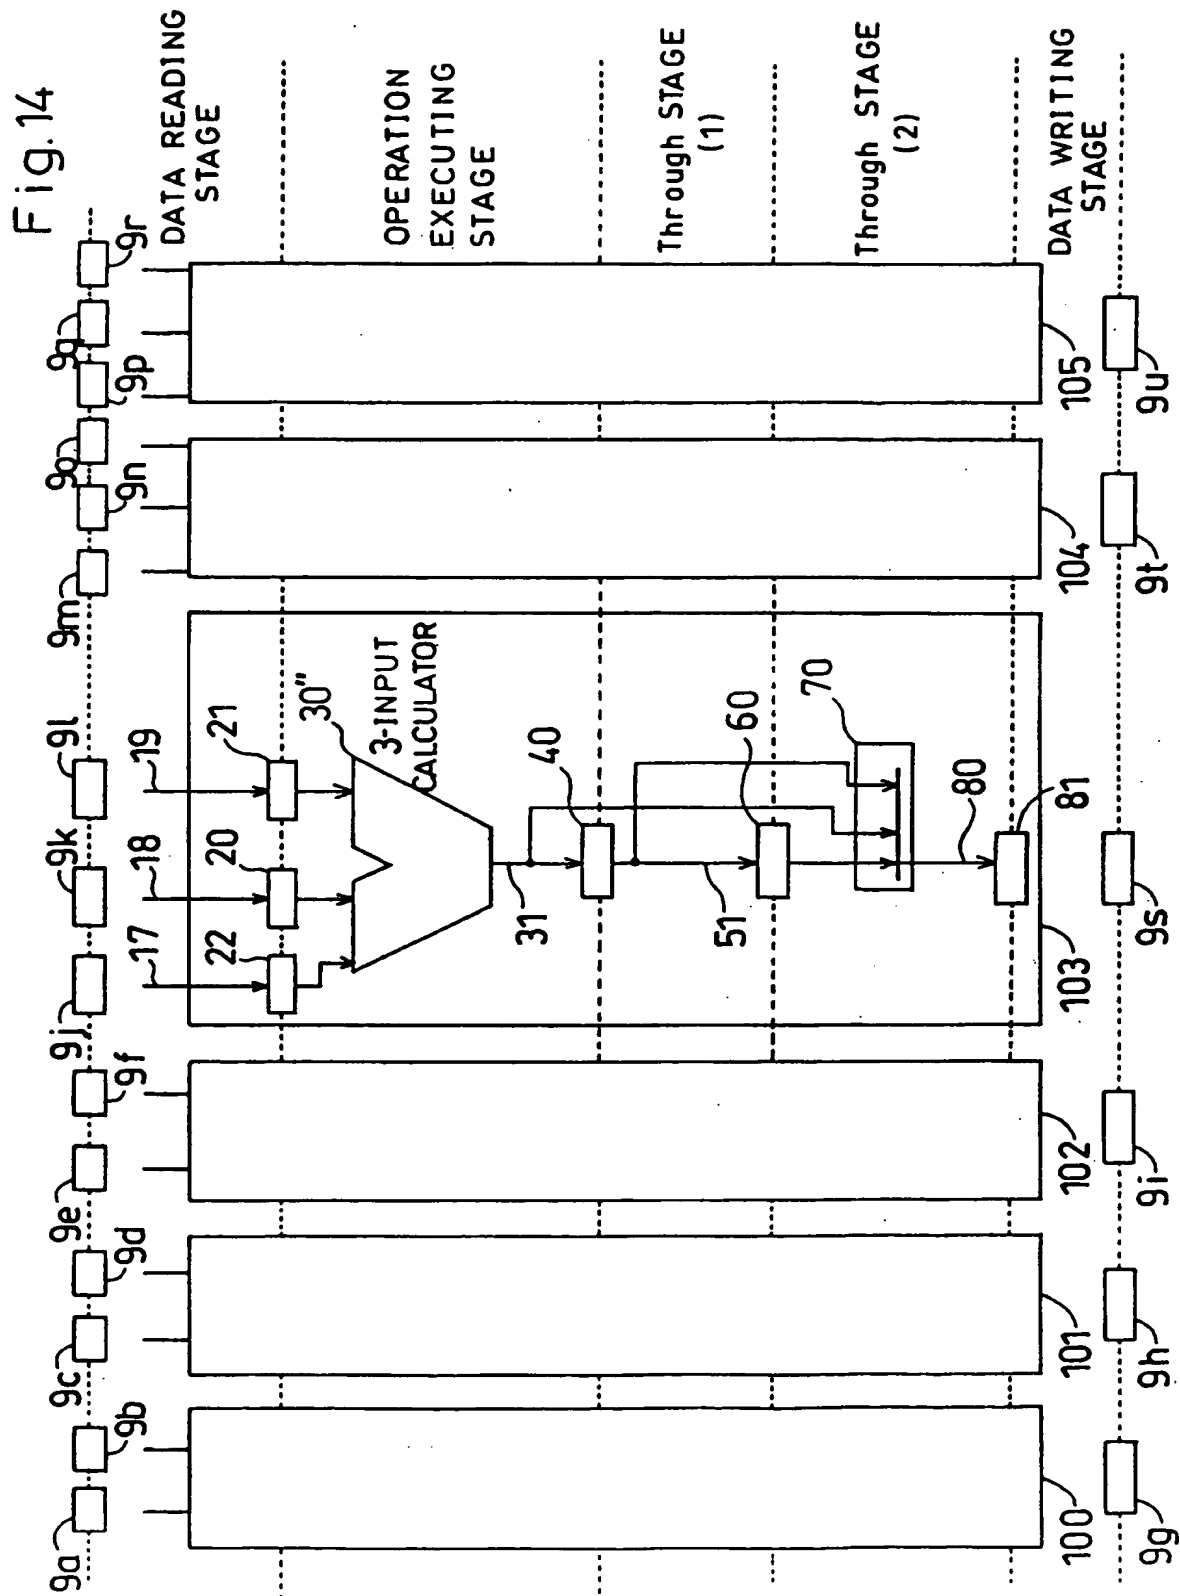 Fig. 14
9a 9b 9c 9d 9e 9f 9j 9k 9l 9m 9n 9o 9p 9q 9r
DATA READING
STAGE
17 18 19
22 20 21
OPERATION
EXECUTING
STAGE
30"
3-INPUT
CALCULATOR
31
40
Through STAGE
(1)
51
60
Through STAGE
(2)
70
80
81
100 101 102 103 104 105
DATA WRITING
STAGE
9g 9h 9i 9s 9t 9u